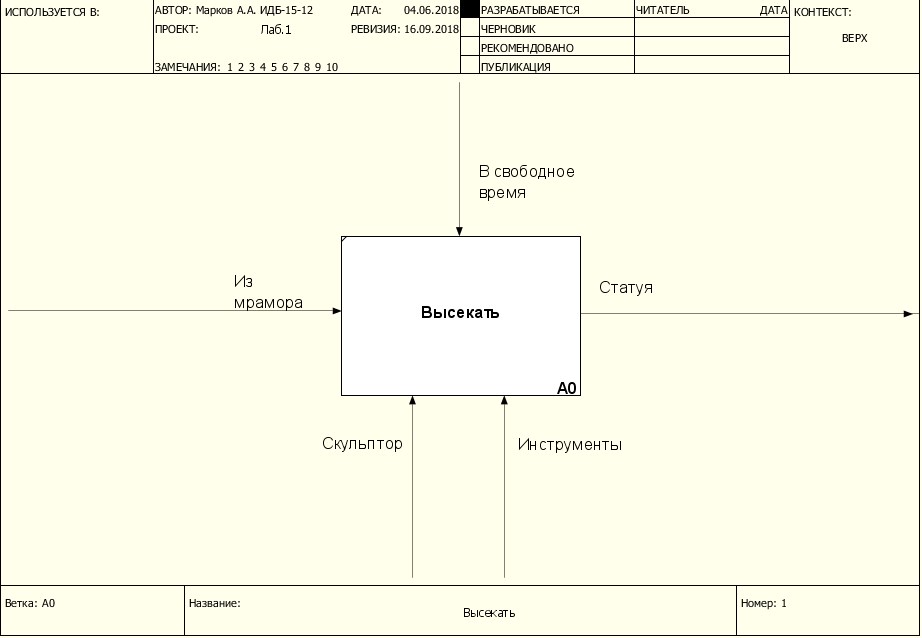 ИСПОЛЬЗУЕТСЯ В:
АВТОР: Марков А.А. ИДБ-15-12
ДАТА: 04.06.2018
ПРОЕКТ: Лаб.1
РЕВИЗИЯ: 16.09.2018
ЗАМЕЧАНИЯ: 1 2 3 4 5 6 7 8 9 10
РАЗРАБАТЫВАЕТСЯ
ЧЕРНОВИК
РЕКОМЕНДОВАНО
ПУБЛИКАЦИЯ
ЧИТАТЕЛЬ
ДАТА
КОНТЕКСТ:
ВЕРХ
В свободное
время
Из
мрамора
Высекать
A0
Статуя
Скульптор
Инструменты
Ветка: A0
Название:
Высекать
Номер: 1